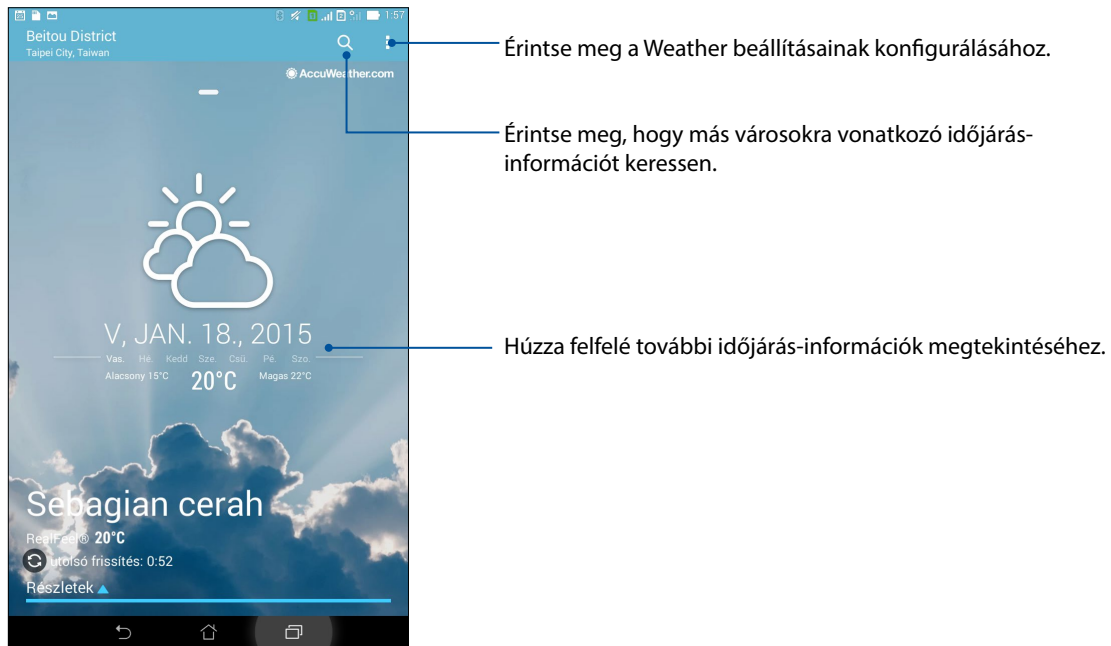 1:57
Beitou District
Taipei City, Taiwan
AccuWeather.com
Érintse meg a Weather beállításainak konfigurálásához.
Érintse meg, hogy más városokra vonatkozó időjárás-
információt keressen.
V, JAN. 18., 2015
Vas. Hé. Kedd Sze. Csü. Pé. Szo.
Alacsony 15°C 20°C Magas 22°C
Húzza felfelé további időjárás-információk megtekintéséhez.
Sebagian cerah
RealFeel® 20°C
utolsó frissítés: 0:52
Részletek